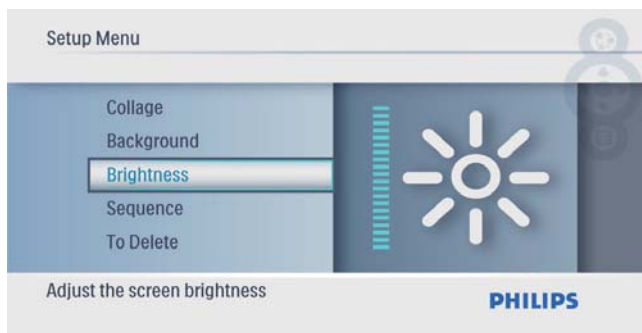 Setup Menu
Collage
Background
Brightness
Sequence
To Delete
Adjust the screen brightness
PHILIPS